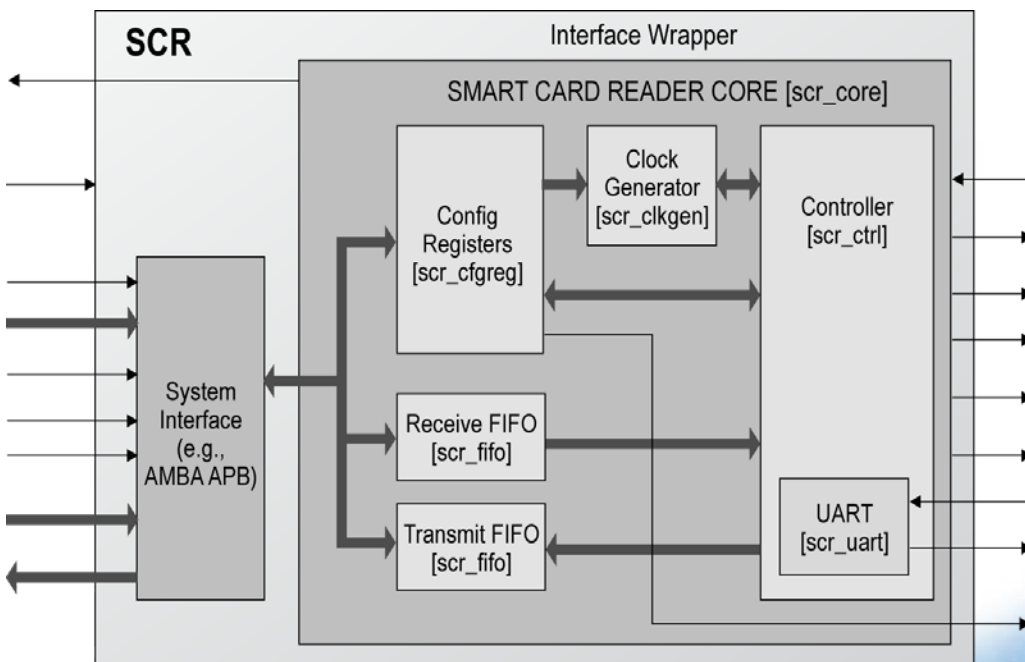 SCR
Interface Wrapper
SMART CARD READER CORE [scr_core]
Config
Registers
[scr_cfgreg]
Clock
Generator
[scr_clkgen]
Controller
[scr_ctrl]
System
Interface
(e.g.,
AMBA APB)
Receive FIFO
[scr_fifo]
Transmit FIFO
[scr_fifo]
UART
[scr_uart]